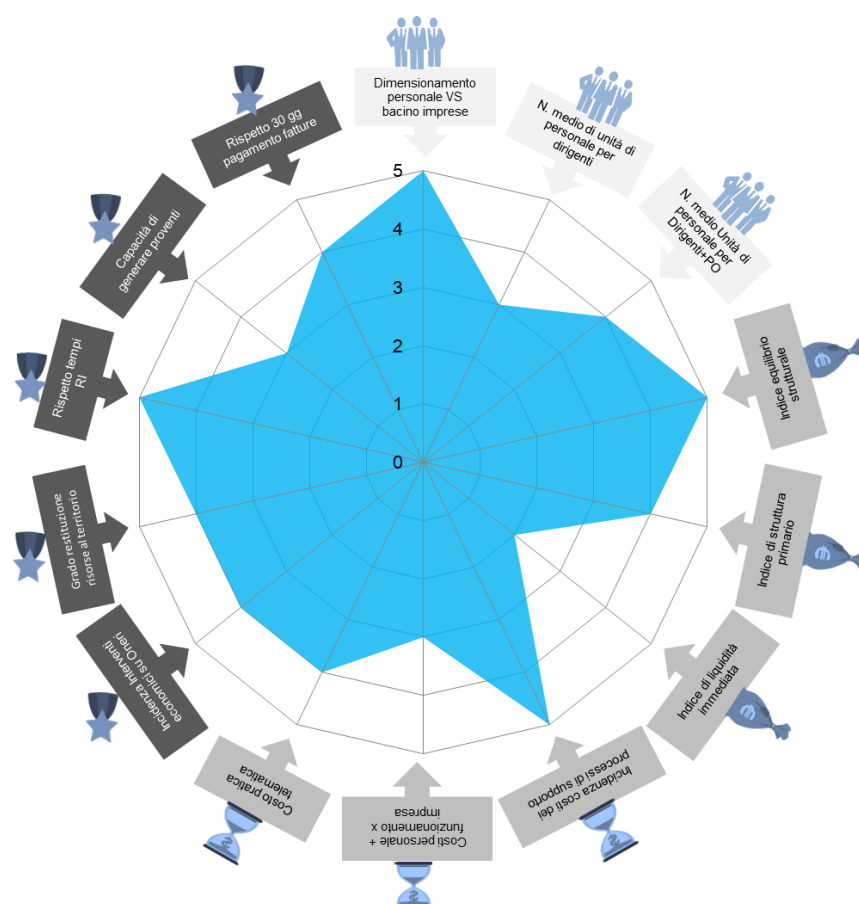 Dimensionamento
personale VS
bacino imprese
N. medio di unità di
personale per
dirigenti
N. medio Unità di
personale per
Dirigenti+PO
Indice equilibrio
strutturale
Indice di struttura
primario
Indice di liquidità
immediata
Incidenza costi dei
processi di supporto
Costi personale +
funzionamento x
impresa
Costo pratica
telematica
Incidenza Interventi
economici su Oneri
Grado restituzione
risorse al territorio
Rispetto tempi
RI
Capacità di
generare proventi
Rispetto 30 gg
pagamento fatture
5
4
3
2
1
0